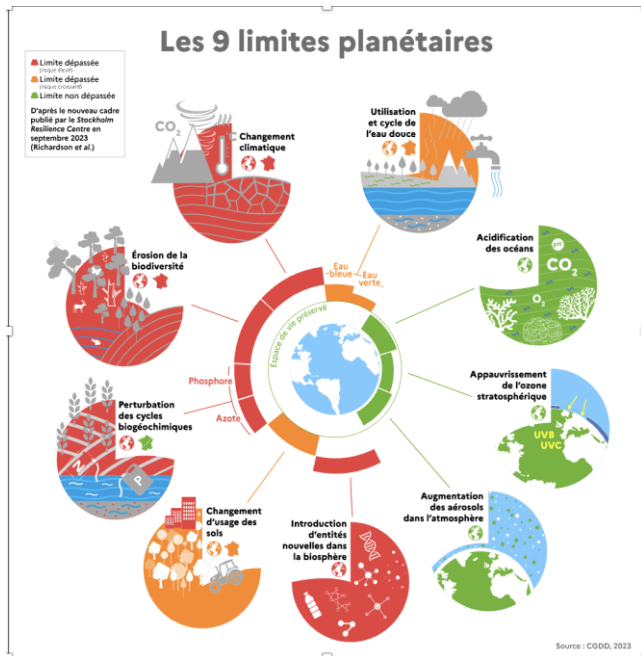 Les 9 limites planétaires
Limite dépassée
(risque élevé)
Limite dépassée
(risque croissant)
Limite non dépassée
D'après le nouveau cadre
publié par le Stockholm
Resilience Centre en
septembre 2023
(Richardson et al.)
CO2
°C
Changement
climatique
Utilisation
et cycle de
l'eau douce
Érosion de la
biodiversité
Acidification
des océans
pH
CO2
O2
Eau
bleue
Eau
verte
Espace de vie préservé
Phosphore
Azote
Perturbation
des cycles
biogéochimiques
N
P
Appauvrissement
de l'ozone
stratosphérique
UVB
UVC
Changement
d'usage des
sols
Introduction
d'entités
nouvelles dans
la biosphère
Augmentation
des aérosols
dans l'atmosphère
Source : CGDD, 2023